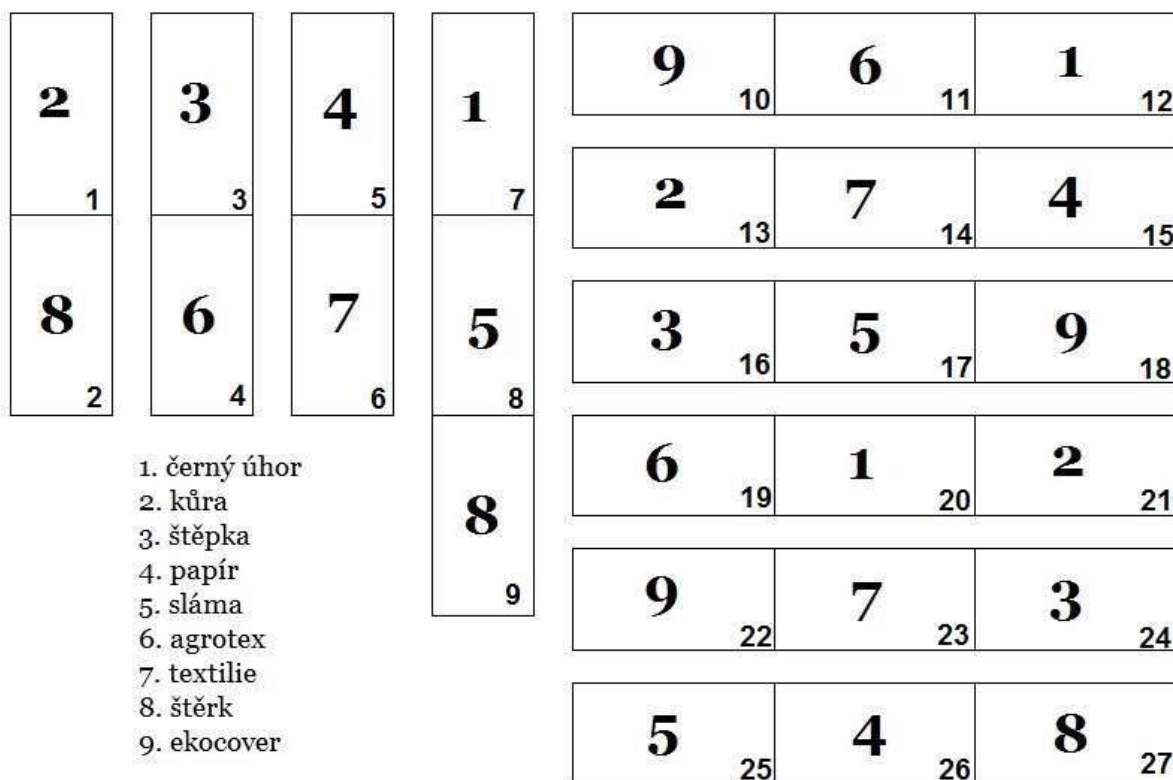 2 3 4 1 9 6 1
1 3 5 7 10 11 12
2 7 4
13 14 15
8 6 7 5 3 5 9
2 4 6 8 16 17 18
8 6 1 2
9 19 20 21
1. černý úhor
2. kůra
3. štěpka
4. papír
5. sláma
6. agrotex
7. textilie
8. štěrk
9. ekocover
9 7 3
22 23 24
5 4 8
25 26 27